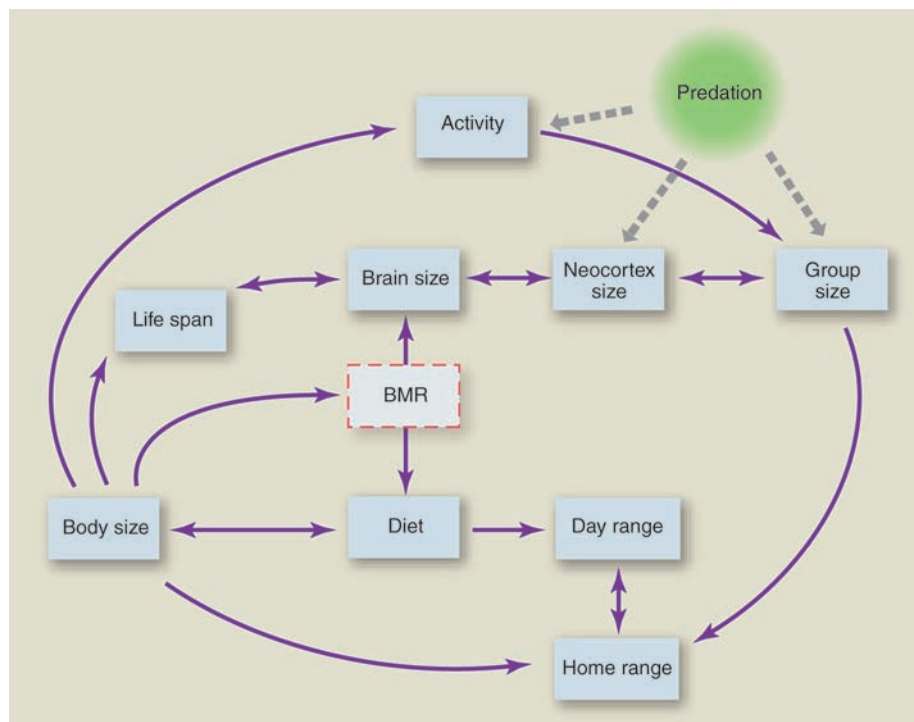 Predation
Activity
Brain size
Neocortex
size
Group
size
Life span
BMR
Body size
Diet
Day range
Home range